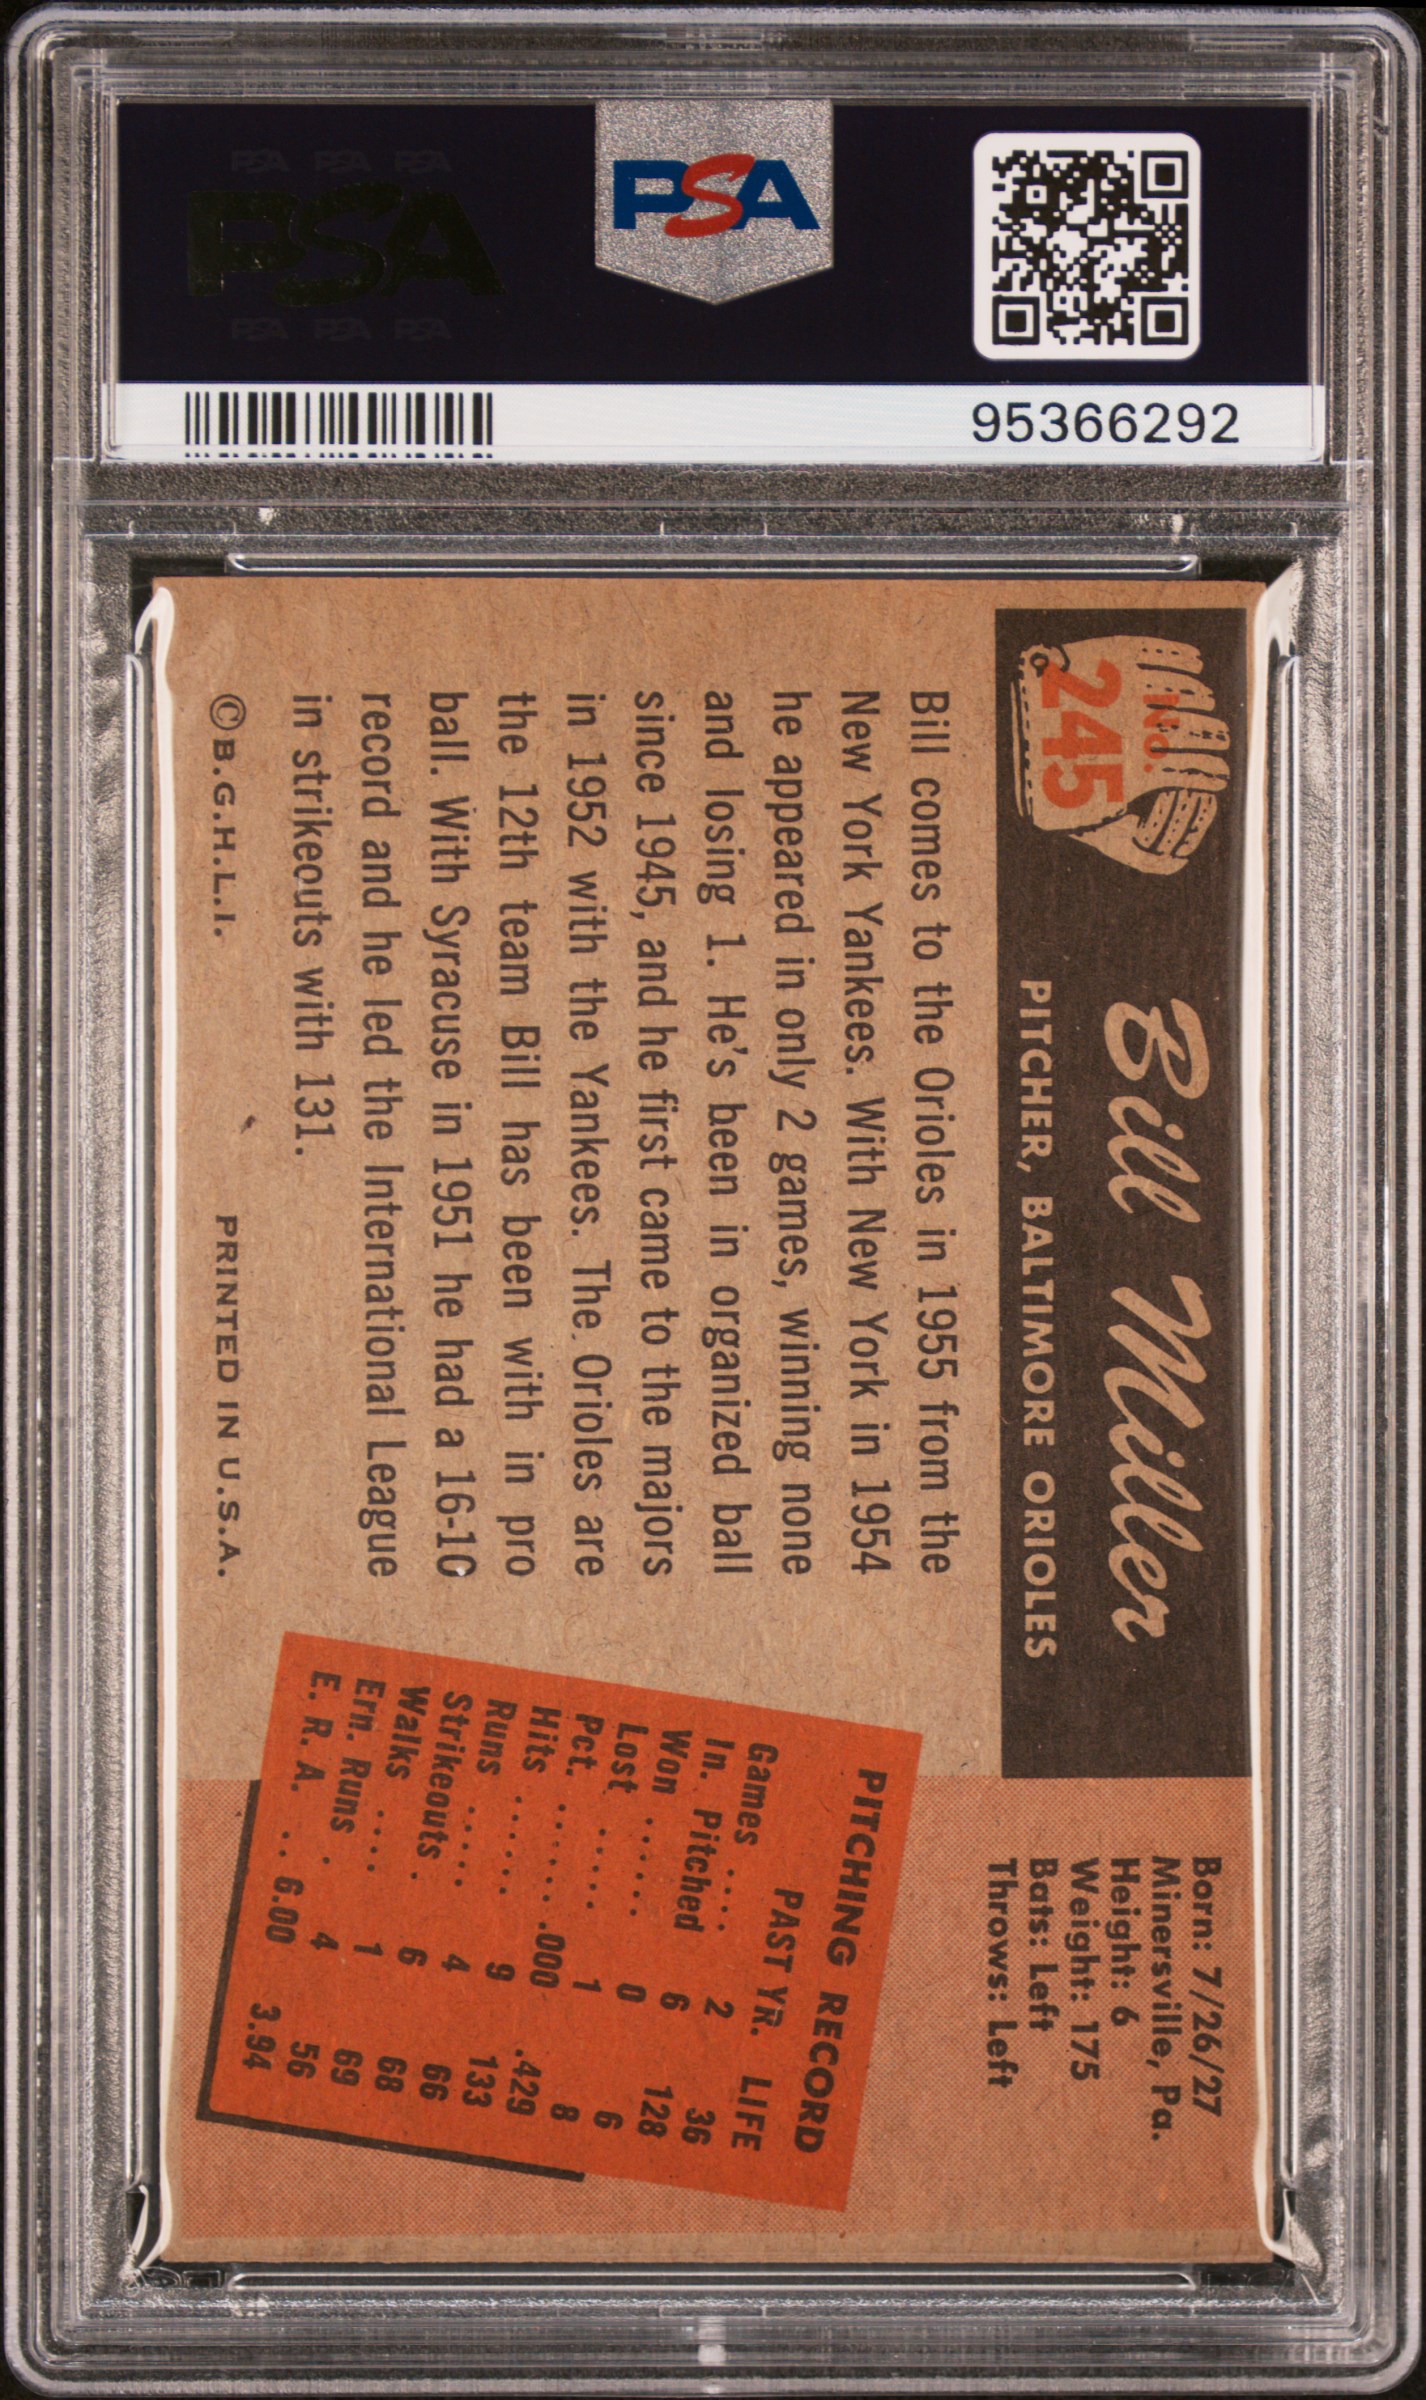 PSA PSA PSA
PSA
PSA PSA PSA
PSA
95366292
No.
245
Bill Miller
PITCHER, BALTIMORE ORIOLES
Born: 7/26/27
Minersville, Pa.
Height: 6
Weight: 175
Bats: Left
Throws: Left
Bill comes to the Orioles in 1955 from the
New York Yankees. With New York in 1954
he appeared in only 2 games, winning none
and losing 1. He's been in organized ball
since 1945, and he first came to the majors
in 1952 with the Yankees. The Orioles are
the 12th team Bill has been with in pro
ball. With Syracuse in 1951 he had a 16-10
record and he led the International League
in strikeouts with 131.
PITCHING RECORD
PAST YR. LIFE
Games .... 2 36
In. Pitched 6 128
Won ...... 0 6
Lost ..... 1 8
Pct. ...... .000 .429
Hits ...... 9 133
Runs ..... 4 66
Strikeouts . 6 68
Walks .... 1 69
Ern. Runs . 4 56
E. R. A. .. 6.00 3.94
©B.G.H.L.I. PRINTED IN U.S.A.